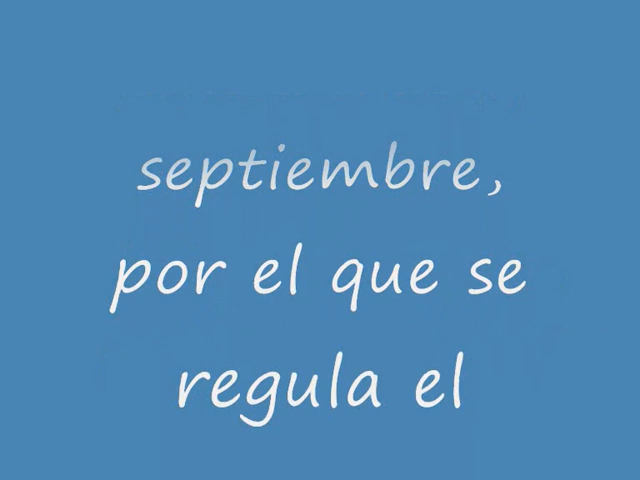 septiembre,
por el que se
regula el